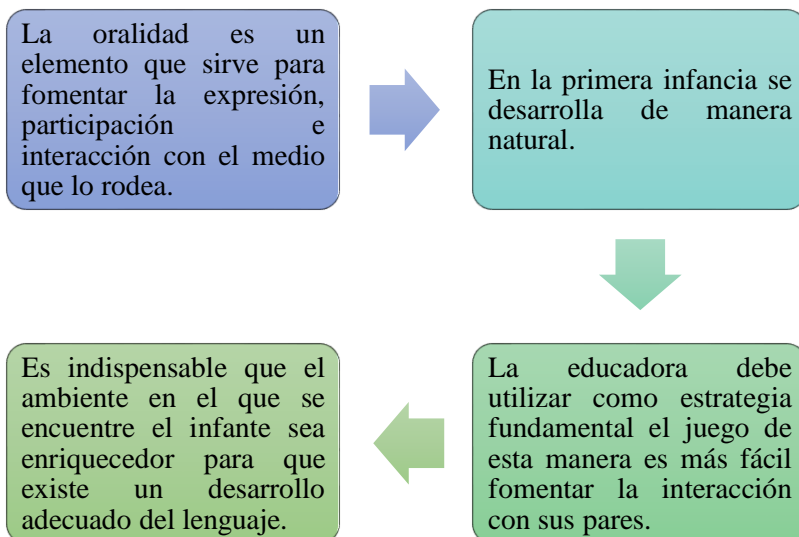 La oralidad es un
elemento que sirve para
fomentar la expresión,
participación e
interacción con el medio
que lo rodea.
En la primera infancia se
desarrolla de manera
natural.
La educadora debe
utilizar como estrategia
fundamental el juego de
esta manera es más fácil
fomentar la interacción
con sus pares.
Es indispensable que el
ambiente en el que se
encuentre el infante sea
enriquecedor para que
existe un desarrollo
adecuado del lenguaje.